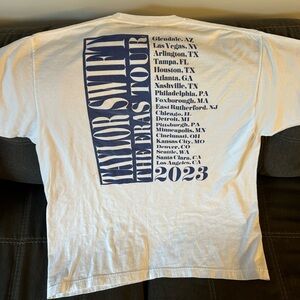 TAYLOR SWIFT
THE ERAS TOUR
Glendale, AZ
Las Vegas, NV
Arlington, TX
Tampa, FL
Houston, TX
Atlanta, GA
Nashville, TX
Philadelphia, PA
Foxborough, MA
East Rutherford, NJ
Chicago, IL
Detroit, MI
Pittsburgh, PA
Minneapolis, MN
Cincinnati, OH
Kansas City, MO
Denver, CO
Seattle, WA
Santa Clara, CA
Los Angeles, CA
2023